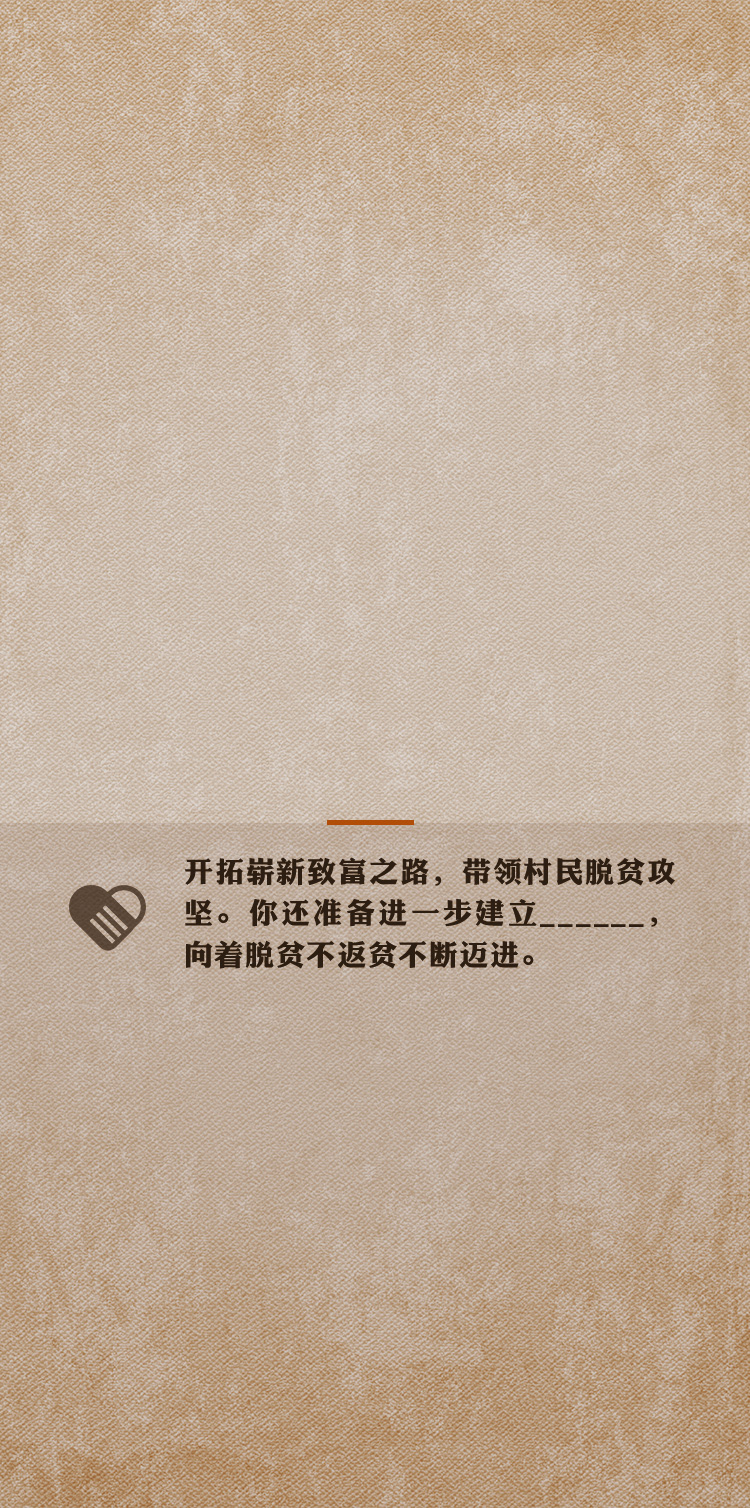 开拓崭新致富之路，带领村民脱贫攻
坚。你还准备进一步建立______，
向着脱贫不返贫不断迈进。